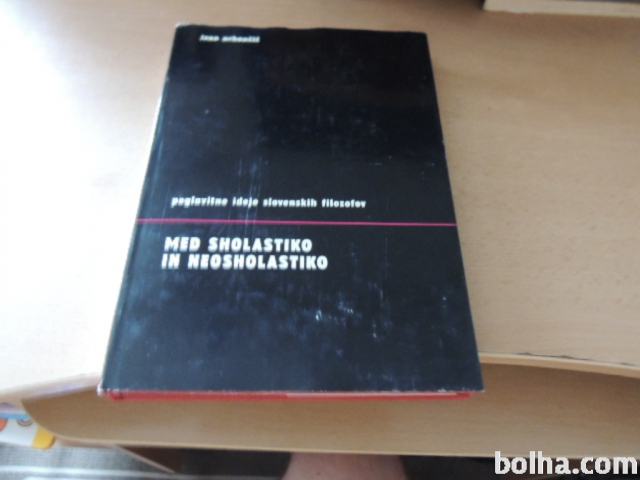 ivan urbančič
poglavitne ideje slovenskih filozofov
MED SHOLASTIKO
IN NEOSHOLASTIKO
bolha.com